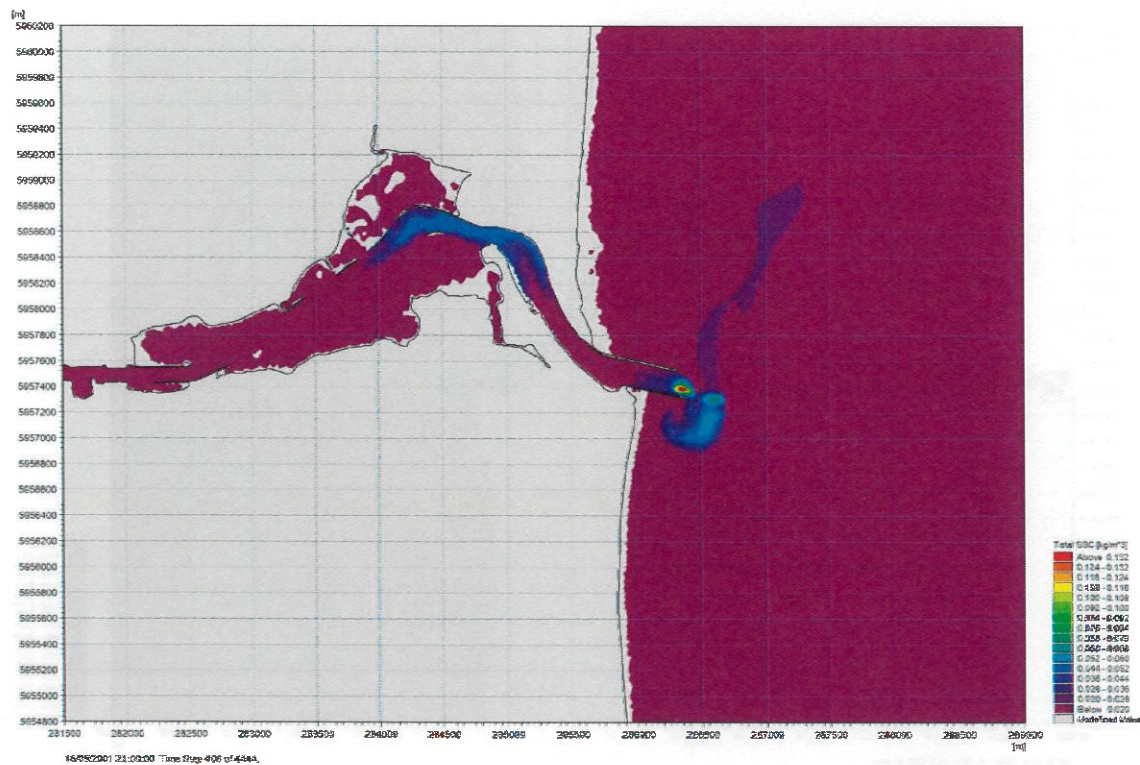 [m]
5960200
5960000
5959800
5959600
5959400
5959200
5959000
5958800
5958600
5958400
5958200
5958000
5957800
5957600
5957400
5957200
5957000
5956800
5956600
5956400
5956200
5956000
5955800
5955600
5955400
5955200
5955000
5954800
281500 282000 282500 283000 283500 284000 284500 285000 285500 286000 286500 287000 287500 288000 288500 289000
[m]
Total SSC [kg/m^3]
Above 0.132
0.124 - 0.132
0.116 - 0.124
0.108 - 0.116
0.100 - 0.108
0.092 - 0.100
0.084 - 0.092
0.076 - 0.084
0.068 - 0.076
0.060 - 0.068
0.052 - 0.060
0.044 - 0.052
0.036 - 0.044
0.028 - 0.036
0.020 - 0.028
Below 0.020
Undefined Value
21:00:00 Time Step of